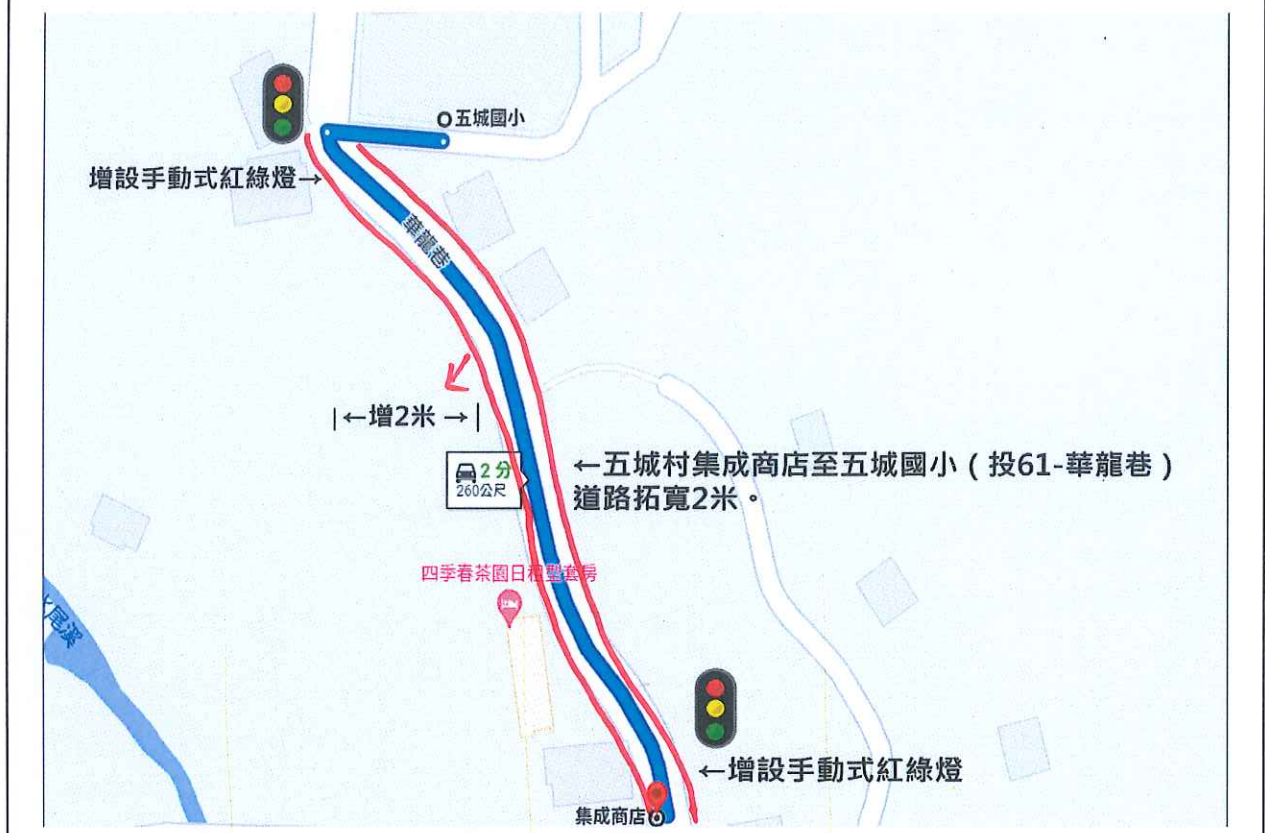 五城國小
增設手動式紅綠燈→
華龍巷
|←增2米→|
2 分
260公尺
←五城村集成商店至五城國小（投61-華龍巷）
道路拓寬2米。
四季春茶園日租型套房
水尾溪
←增設手動式紅綠燈
集成商店